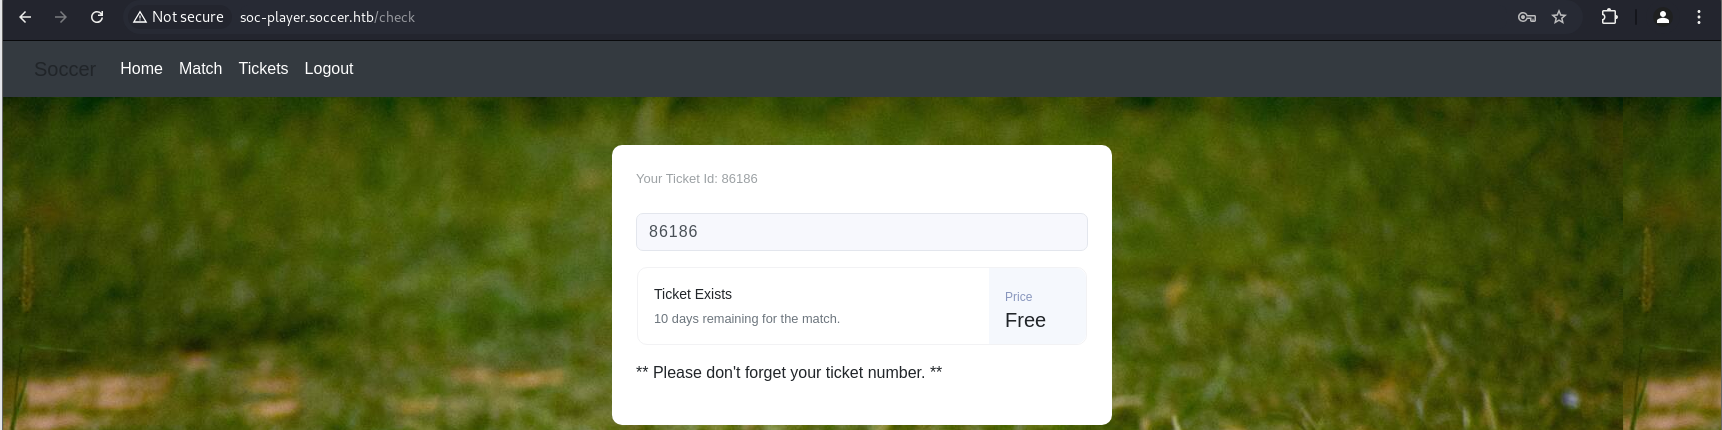 Not secure soc-player.soccer.htb/check
Soccer Home Match Tickets Logout
Your Ticket Id: 86186
86186
Ticket Exists
10 days remaining for the match.
Price
Free
** Please don't forget your ticket number. **